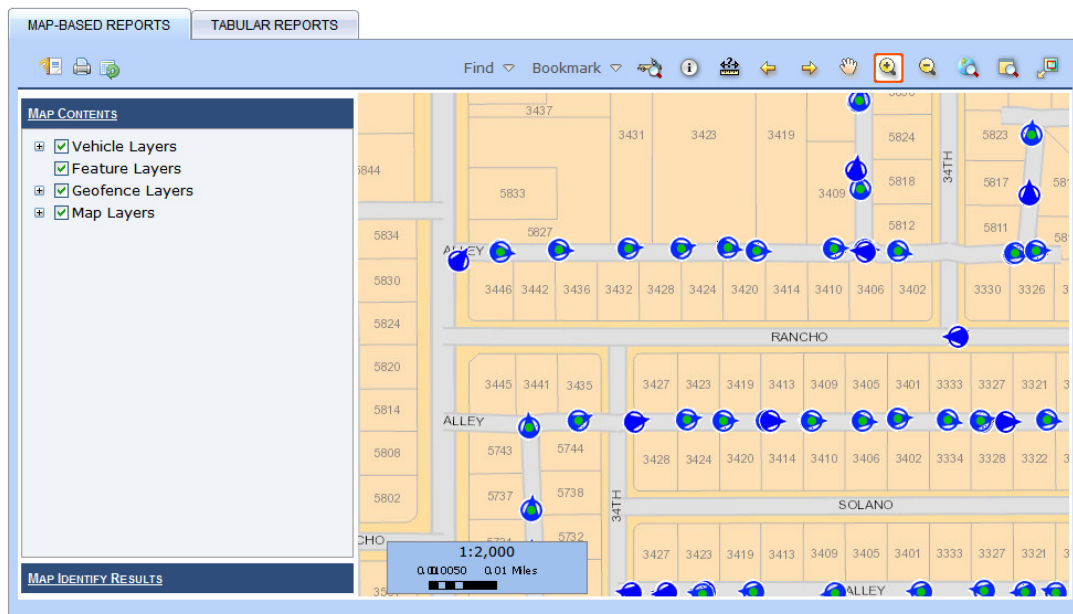 MAP-BASED REPORTS TABULAR REPORTS
Find Bookmark
MAP CONTENTS
Vehicle Layers
Feature Layers
Geofence Layers
Map Layers
MAP IDENTIFY RESULTS
3437
3431 3423 3419 5824 5823
5844 34TH
5833 3409 5818 5817
5827 5812 5811
5834
ALLEY
5830 3446 3442 3436 3432 3428 3424 3420 3414 3410 3406 3402 3330 3326
5824
RANCHO
5820
3445 3441 3435 3427 3423 3419 3413 3409 3405 3401 3333 3327 3321
5814
ALLEY
5808 5743 5744 3428 3424 3420 3414 3410 3406 3402 3334 3328 3322
5802 5737 5738 34TH
SOLANO
5732
3427 3423 3419 3413 3409 3405 3401 3333 3327 3321
1:2,000
0.01 Miles
ALLEY